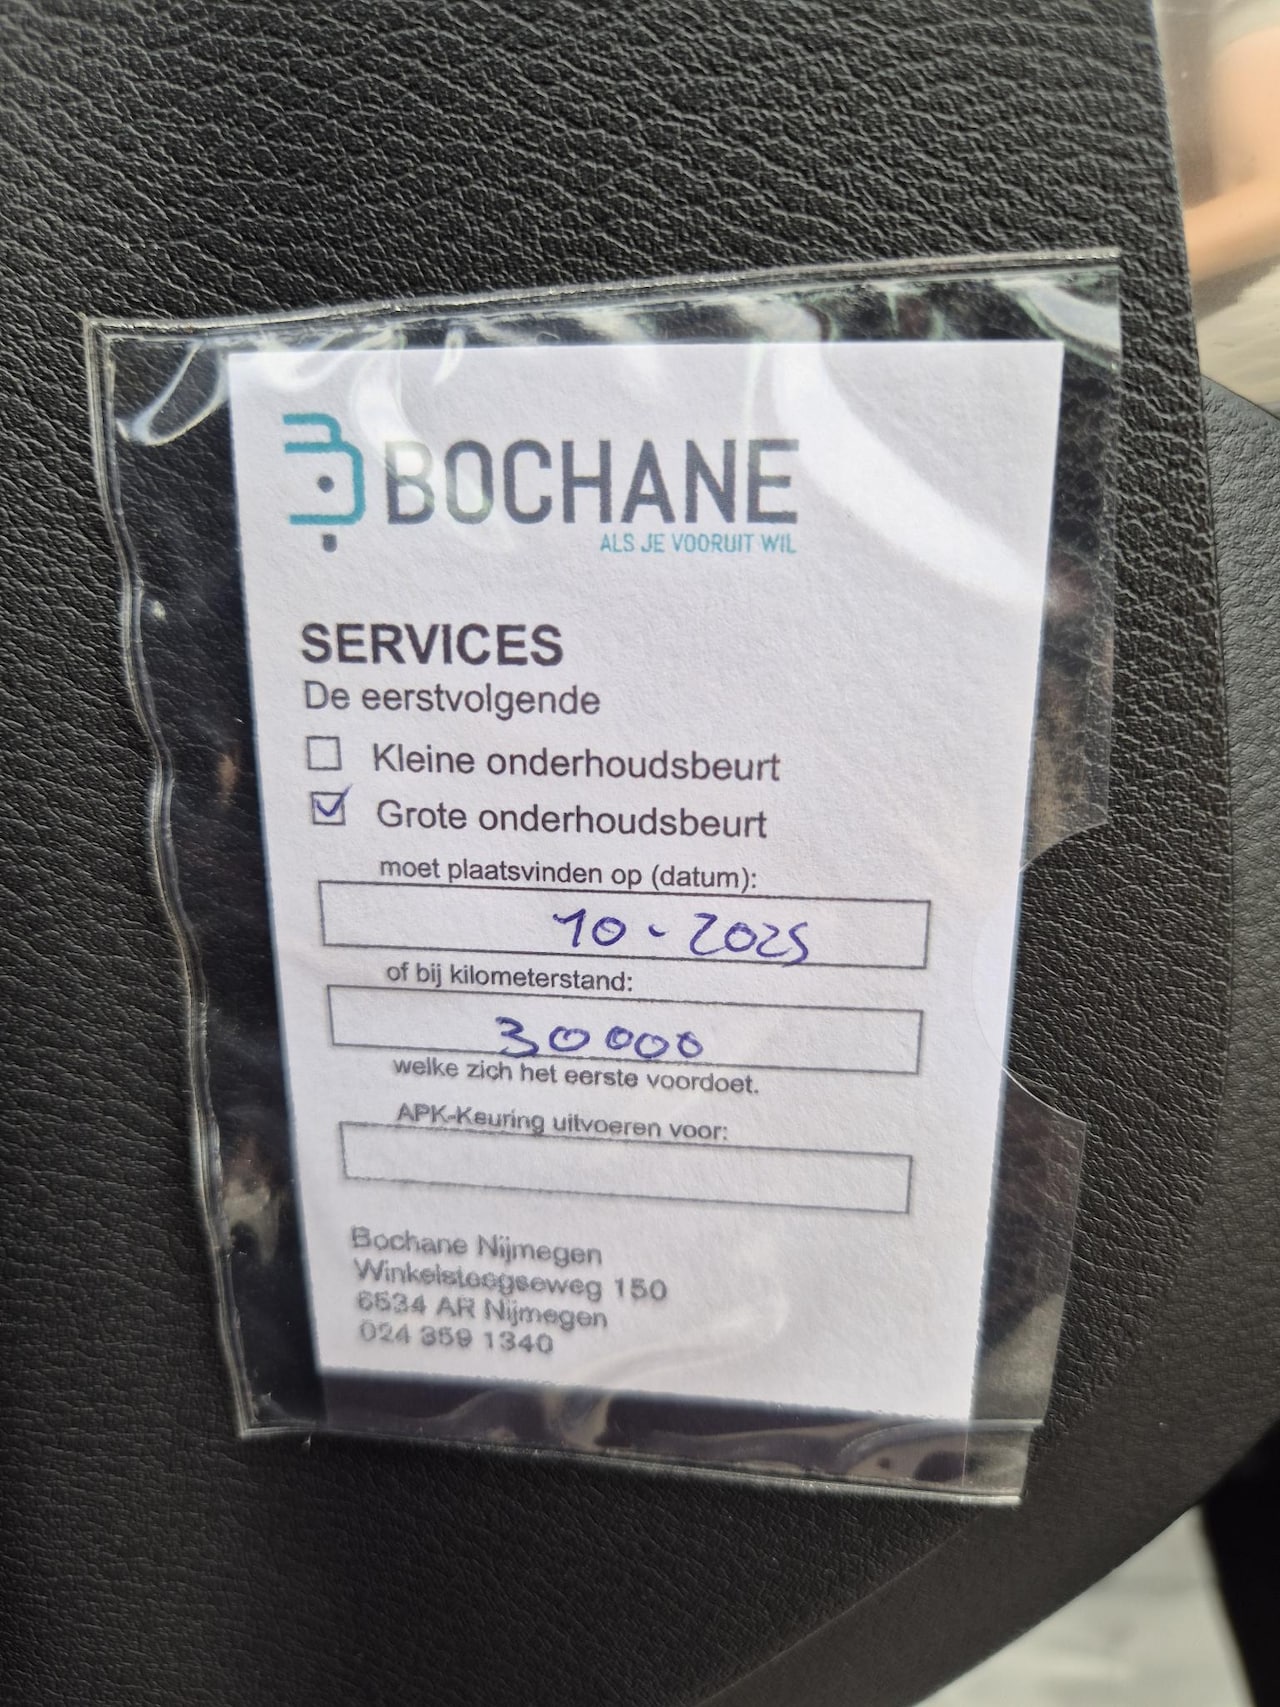 BOCHANE
ALS JE VOORUIT WIL
SERVICES
De eerstvolgende
Kleine onderhoudsbeurt
Grote onderhoudsbeurt
moet plaatsvinden op (datum):
10-2025
of bij kilometerstand:
30000
welke zich het eerste voordoet.
APK-Keuring uitvoeren voor:
Bochane Nijmegen
Winkelsteegseweg 150
6534 AR Nijmegen
024 359 1340